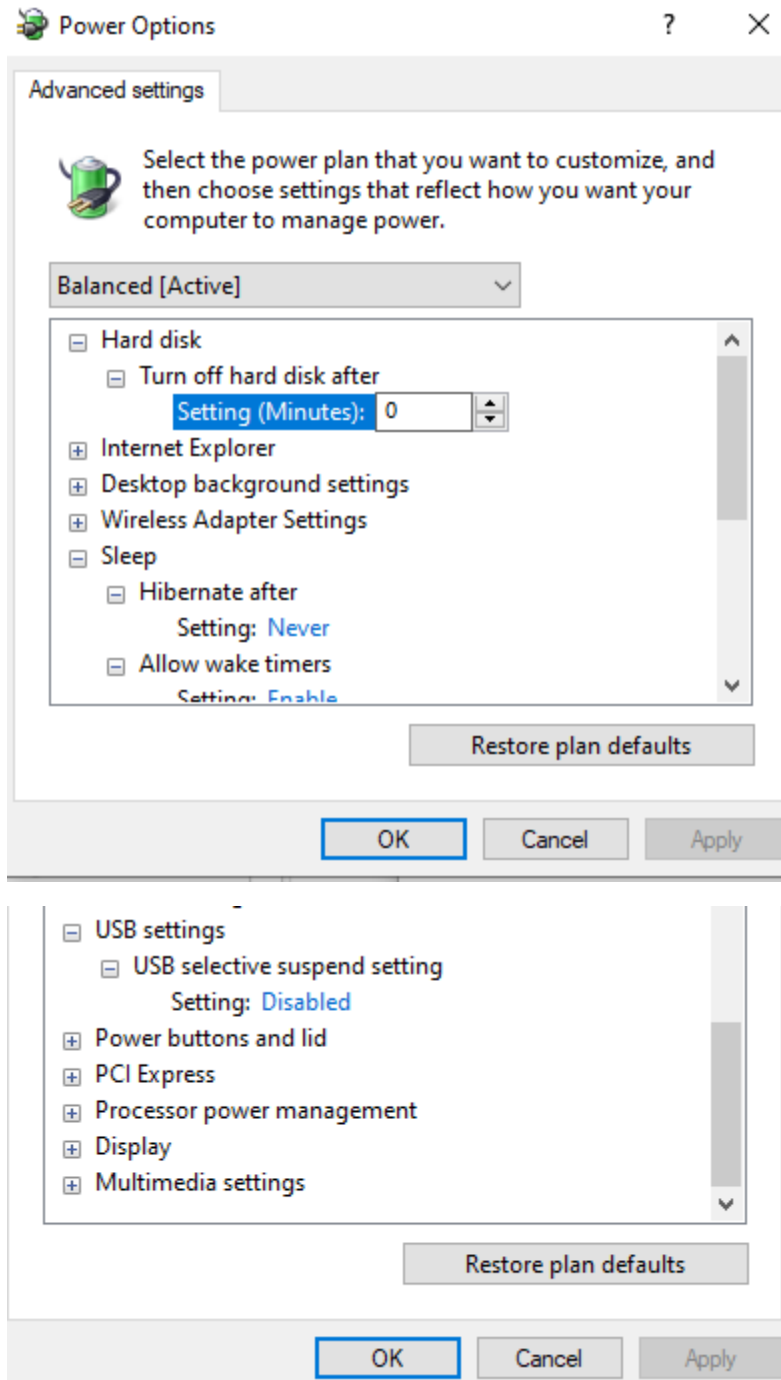 Power Options
?
Advanced settings
Select the power plan that you want to customize, and
then choose settings that reflect how you want your
computer to manage power.
Balanced [Active]
Hard disk
Turn off hard disk after
Setting (Minutes): 0
Internet Explorer
Desktop background settings
Wireless Adapter Settings
Sleep
Hibernate after
Setting: Never
Allow wake timers
Setting: Enable
Restore plan defaults
OK Cancel Apply
USB settings
USB selective suspend setting
Setting: Disabled
Power buttons and lid
PCI Express
Processor power management
Display
Multimedia settings
Restore plan defaults
OK Cancel Apply